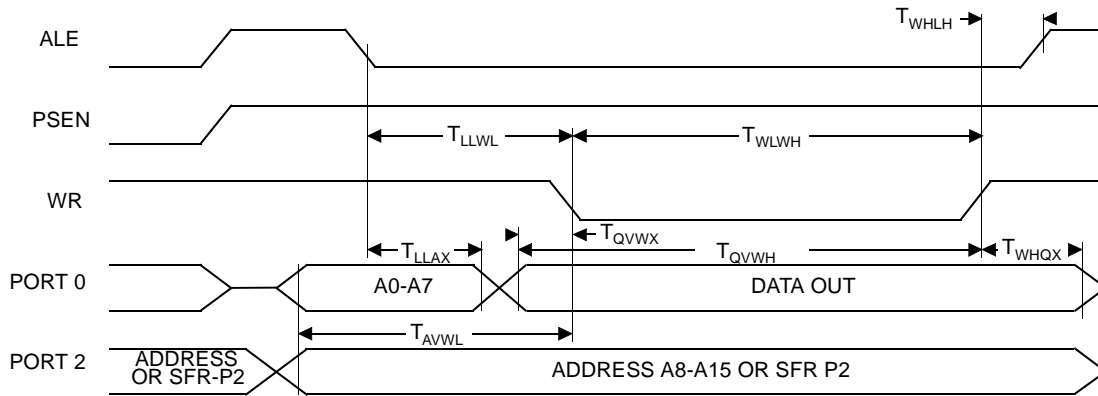 T_WHLH
ALE
PSEN
T_LLWL
T_WLWH
WR
T_QVWX
T_LLAX
T_QVWH
T_WHQX
PORT 0
A0-A7
DATA OUT
T_AVWL
PORT 2
ADDRESS
OR SFR-P2
ADDRESS A8-A15 OR SFR P2